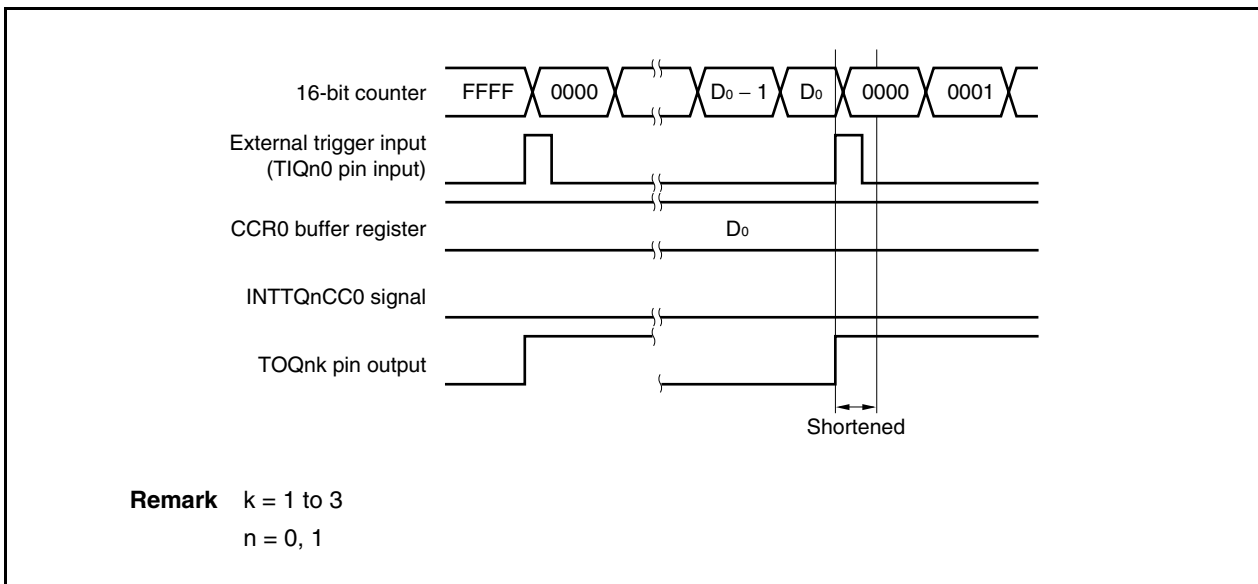 16-bit counter FFFF 0000 D0 − 1 D0 0000 0001
External trigger input
(TIQn0 pin input)
CCR0 buffer register D0
INTTQnCC0 signal
TOQnk pin output
Shortened
Remark k = 1 to 3
n = 0, 1